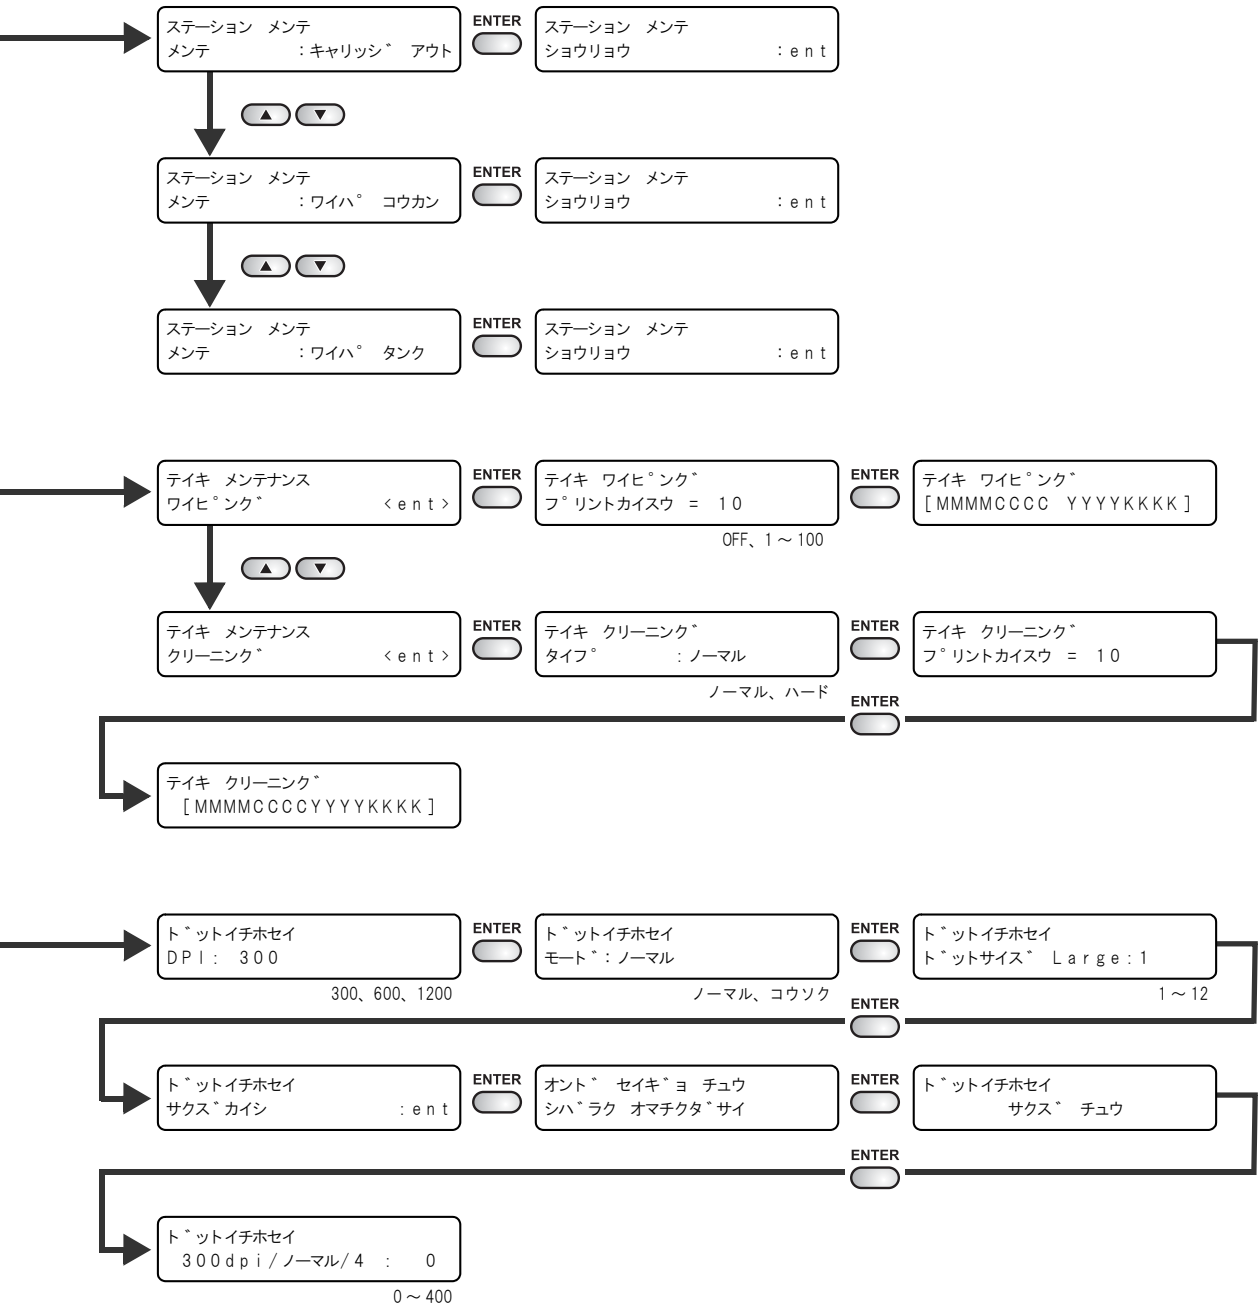 ステーション メンテ
メンテ :キャリッシ゛ アウト
ENTER
ステーション メンテ
ショウリョウ :ent
ステーション メンテ
メンテ :ワイハ゜ コウカン
ENTER
ステーション メンテ
ショウリョウ :ent
ステーション メンテ
メンテ :ワイハ゜ タンク
ENTER
ステーション メンテ
ショウリョウ :ent
テイキ メンテナンス
ワイヒ゜ンク゛ <ent>
ENTER
テイキ ワイヒ゜ンク゛
フ゜リントカイスウ = 10
OFF、1～100
ENTER
テイキ ワイヒ゜ンク゛
[MMMMCCCC YYYYKKKK]
テイキ メンテナンス
クリーニンク゛ <ent>
ENTER
テイキ クリーニンク゛
タイフ゜ :ノーマル
ノーマル、ハード
ENTER
テイキ クリーニンク゛
フ゜リントカイスウ = 10
ENTER
テイキ クリーニンク゛
[MMMMCCCCYYYYKKKK]
ト゛ットイチホセイ
DPI: 300
300、600、1200
ENTER
ト゛ットイチホセイ
モート゛:ノーマル
ノーマル、コウソク
ENTER
ト゛ットイチホセイ
ト゛ットサイス゛ Large:1
1～12
ENTER
ト゛ットイチホセイ
サクス゛カイシ :ent
ENTER
オント゛ セイキ゛ョ チュウ
シハ゛ラク オマチクタ゛サイ
ENTER
ト゛ットイチホセイ
サクス゛ チュウ
ENTER
ト゛ットイチホセイ
300dpi/ノーマル/4 : 0
0～400